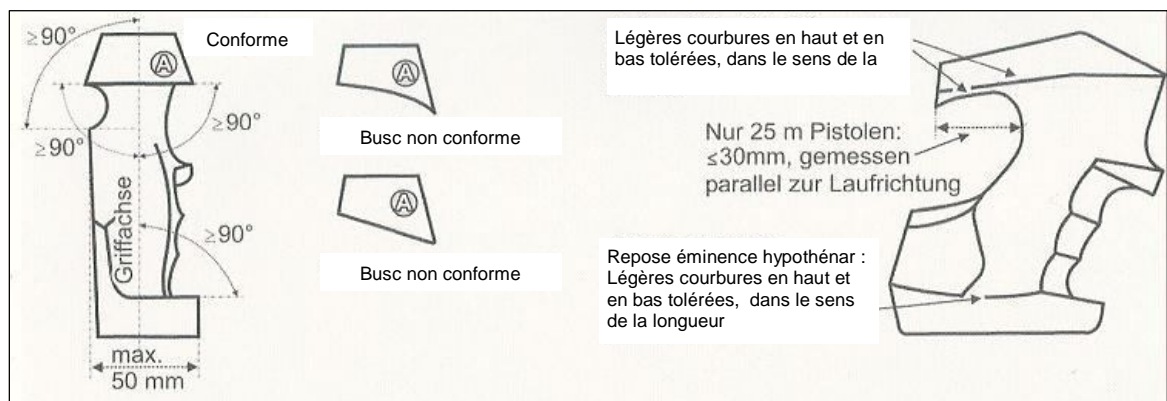 ≥90°
Conforme
Ⓐ
≥90°
≥90°
≥90°
Griffachse
max.
50 mm
Ⓐ
Busc non conforme
Ⓐ
Busc non conforme
Légères courbures en haut et en
bas tolérées, dans le sens de la
Nur 25 m Pistolen:
≤30mm, gemessen
parallel zur Laufrichtung
Repose éminence hypothénar :
Légères courbures en haut et
en bas tolérées, dans le sens
de la longueur